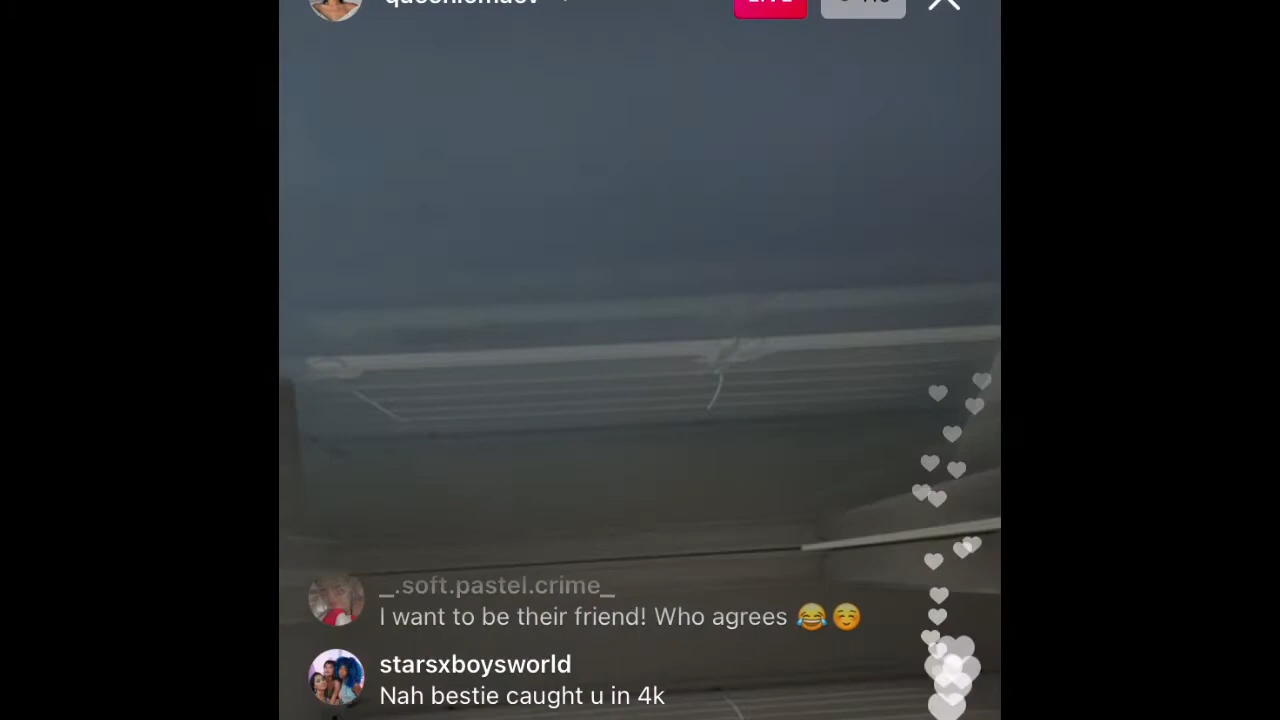 _.soft.pastel.crime_
I want to be their friend! Who agrees 😂☺️
starsxboysworld
Nah bestie caught u in 4k